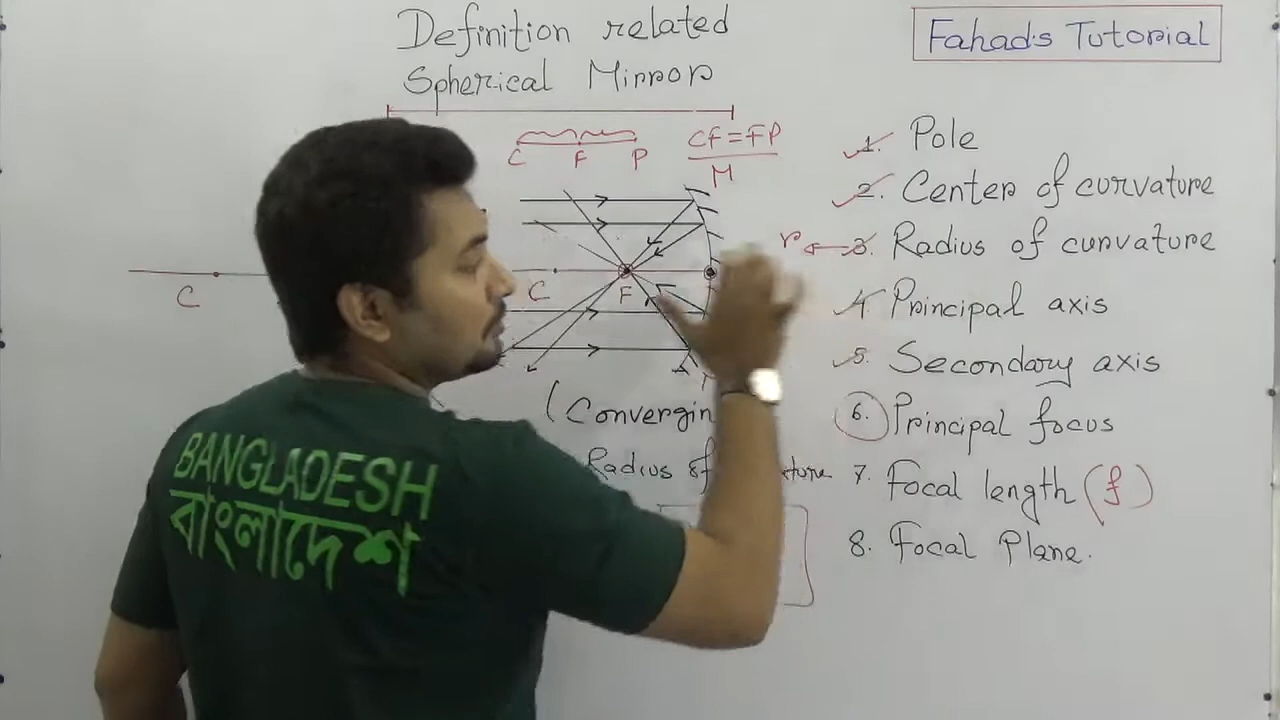 Definition related
Spherical Mirror
Fahad's Tutorial
C F P
CF = FP
M
1. Pole
2. Center of curvature
r 3. Radius of curvature
4. Principal axis
5. Secondary axis
6. Principal focus
7. Focal length (f)
8. Focal Plane.
C
C F
(Convergin
Radius of
BANGLADESH
বাংলাদেশ